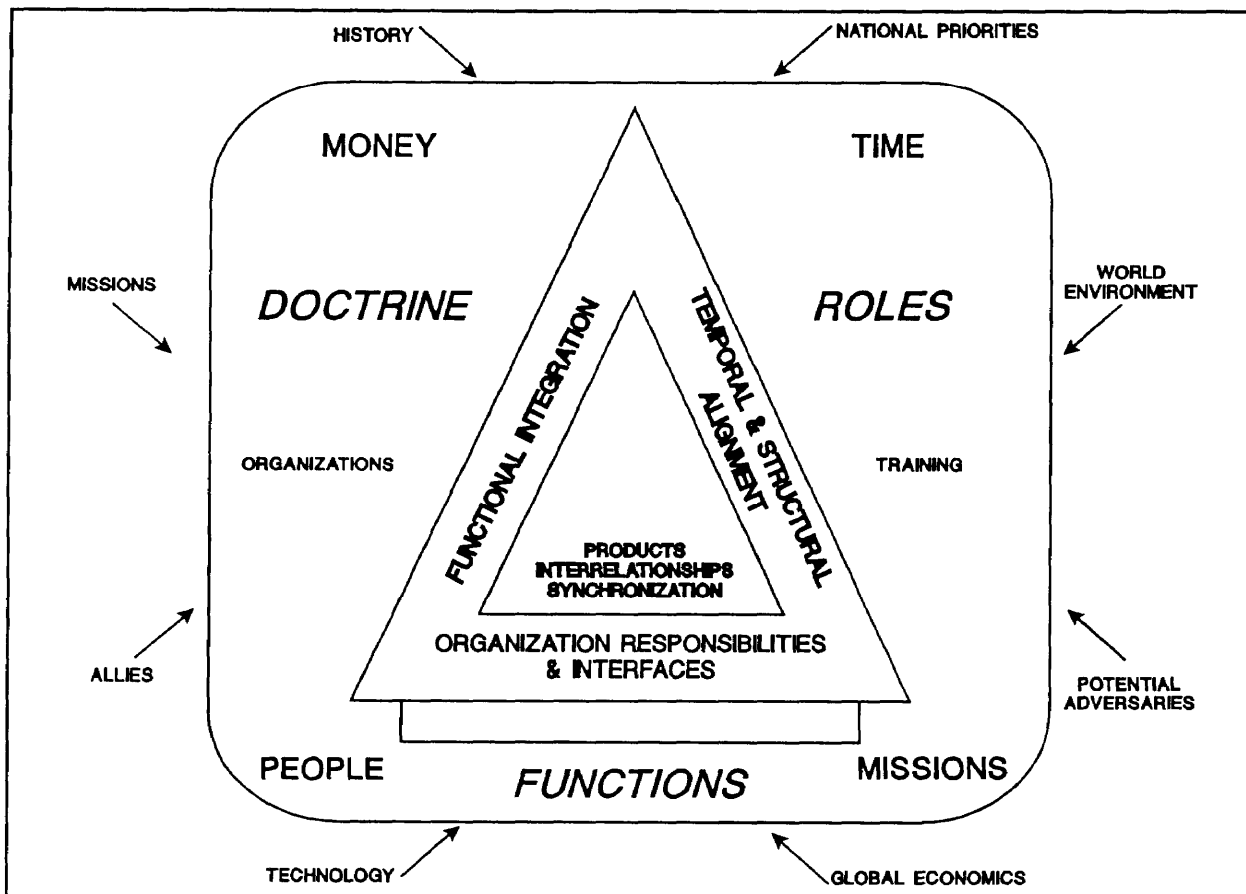 HISTORY
NATIONAL PRIORITIES
MONEY
TIME
MISSIONS
WORLD
ENVIRONMENT
DOCTRINE
ROLES
FUNCTIONAL INTEGRATION
TEMPORAL & STRUCTURAL
ALIGNMENT
ORGANIZATIONS
TRAINING
PRODUCTS
INTERRELATIONSHIPS
SYNCHRONIZATION
ORGANIZATION RESPONSIBILITIES
& INTERFACES
ALLIES
POTENTIAL
ADVERSARIES
PEOPLE
FUNCTIONS
MISSIONS
TECHNOLOGY
GLOBAL ECONOMICS